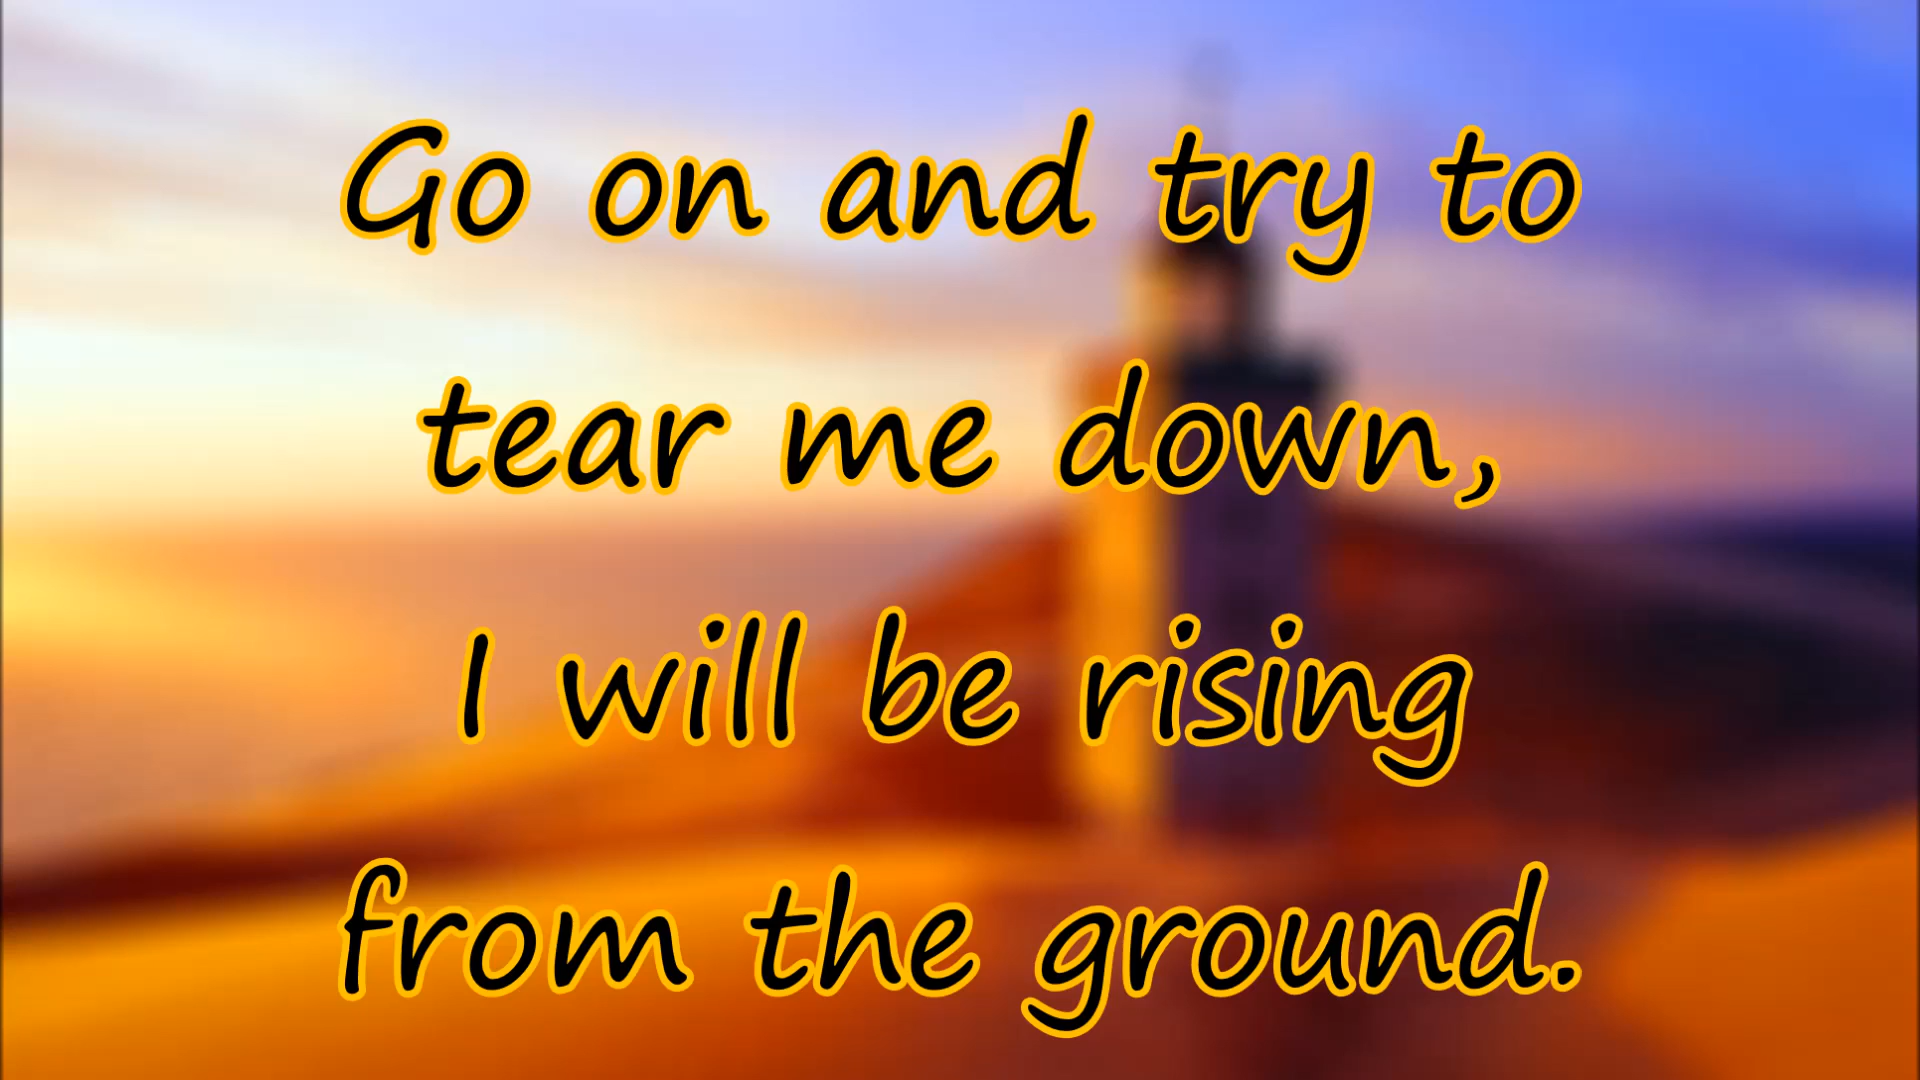 Go on and try to
tear me down,
I will be rising
from the ground.